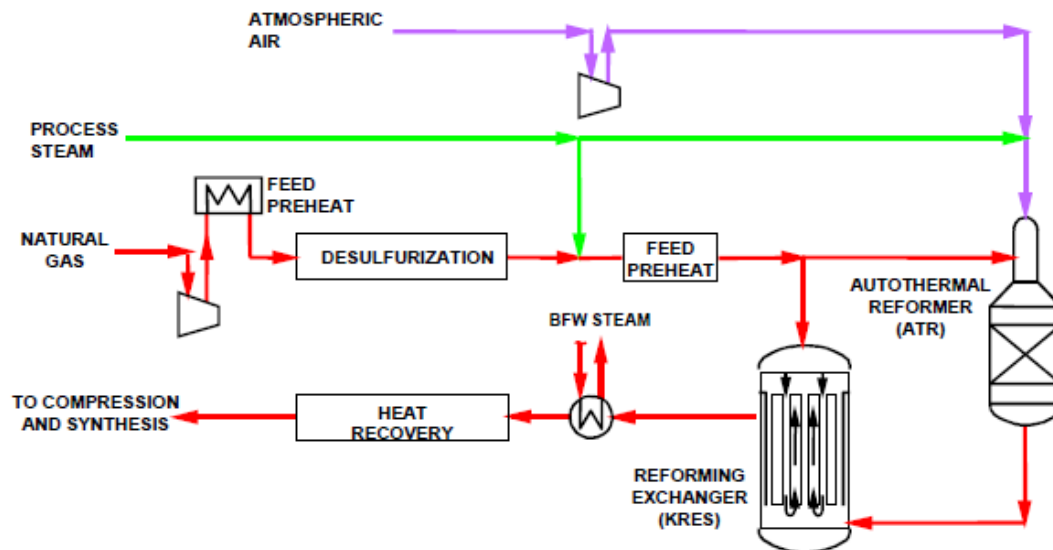 ATMOSPHERIC
AIR
PROCESS
STEAM
FEED
PREHEAT
NATURAL
GAS
DESULFURIZATION
FEED
PREHEAT
AUTOTHERMAL
REFORMER
(ATR)
BFW STEAM
TO COMPRESSION
AND SYNTHESIS
HEAT
RECOVERY
REFORMING
EXCHANGER
(KRES)